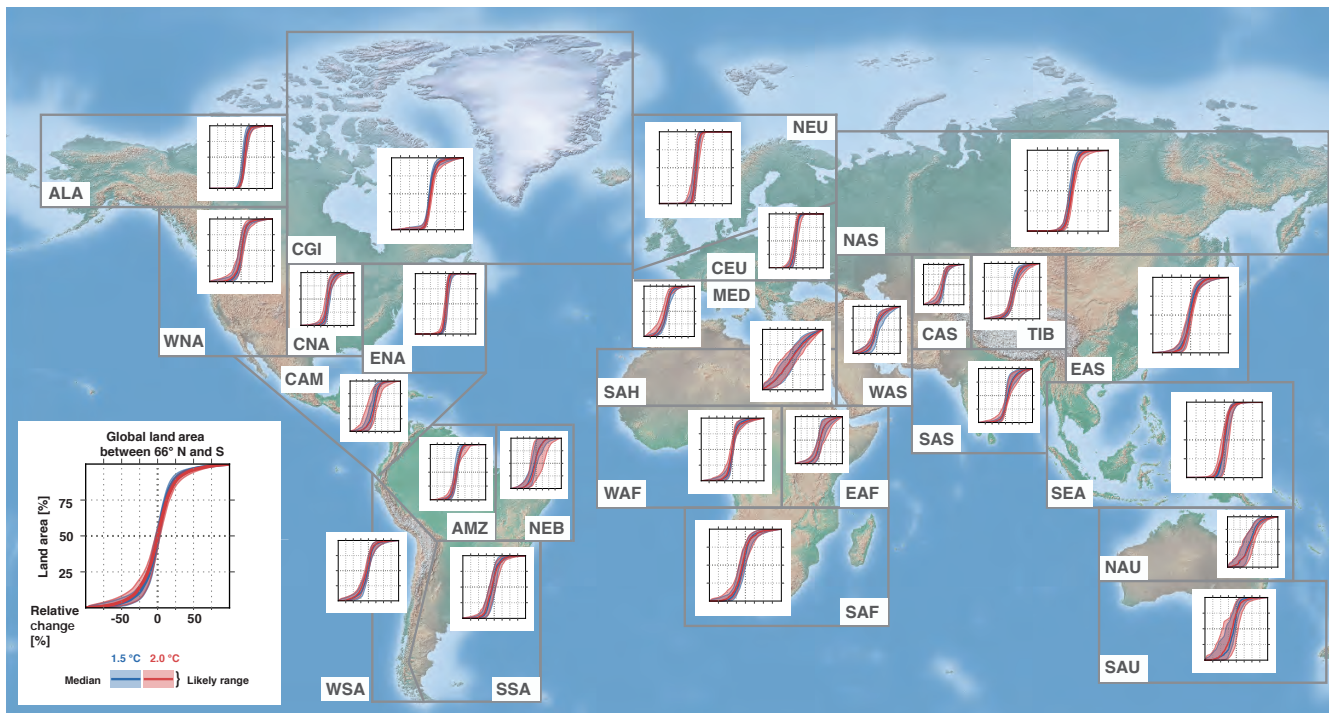 NEU
ALA
CGI
NAS
CEU
MED
WNA
CNA
ENA
CAS
TIB
EAS
CAM
SAH
WAS
SAS
WAF
EAF
SEA
AMZ
NEB
NAU
SAF
SAU
WSA
SSA
Global land area
between 66° N and S
Land area [%]
75
50
25
Relative
change
[%]
-50
0
50
1.5 °C
2.0 °C
Median
} Likely range